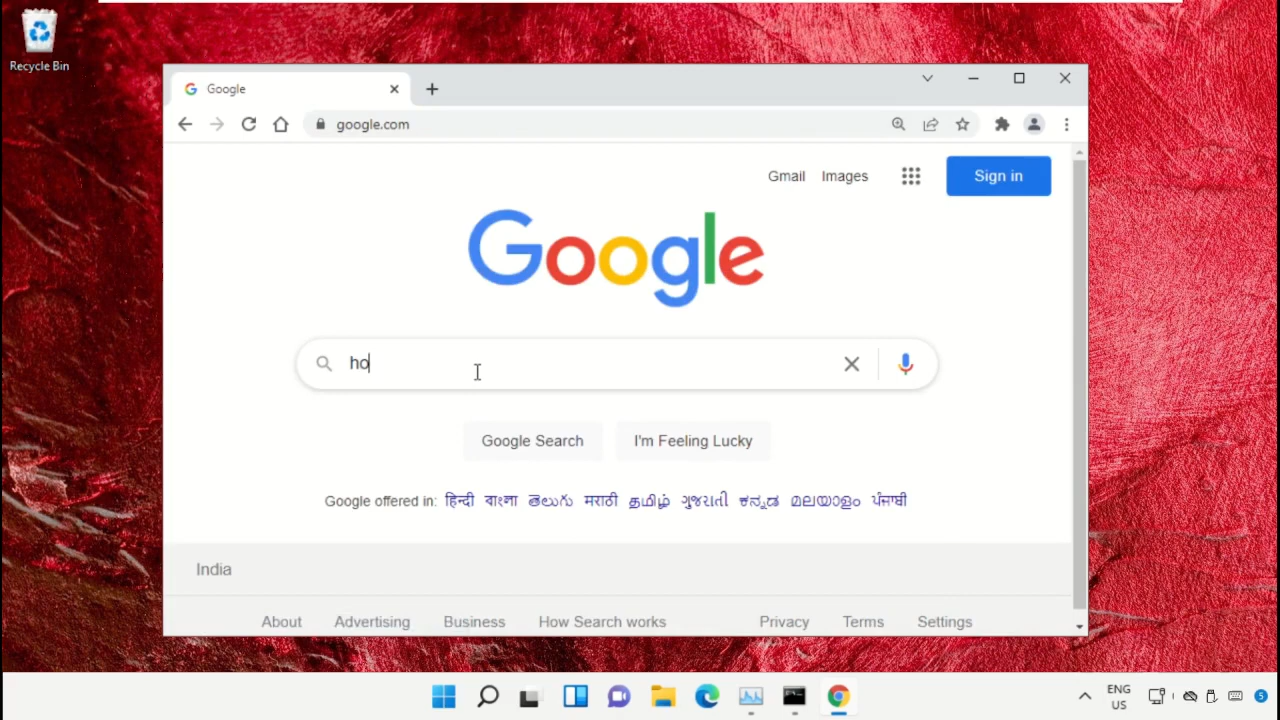 Recycle Bin
Google
google.com
Gmail Images Sign in
Google
ho
Google Search I'm Feeling Lucky
Google offered in: हिन्दी বাংলা తెలుగు मराठी தமிழ் ગુજરાતી ಕನ್ನಡ മലയാളം ਪੰਜਾਬੀ
India
About Advertising Business How Search works Privacy Terms Settings
ENG
US
5